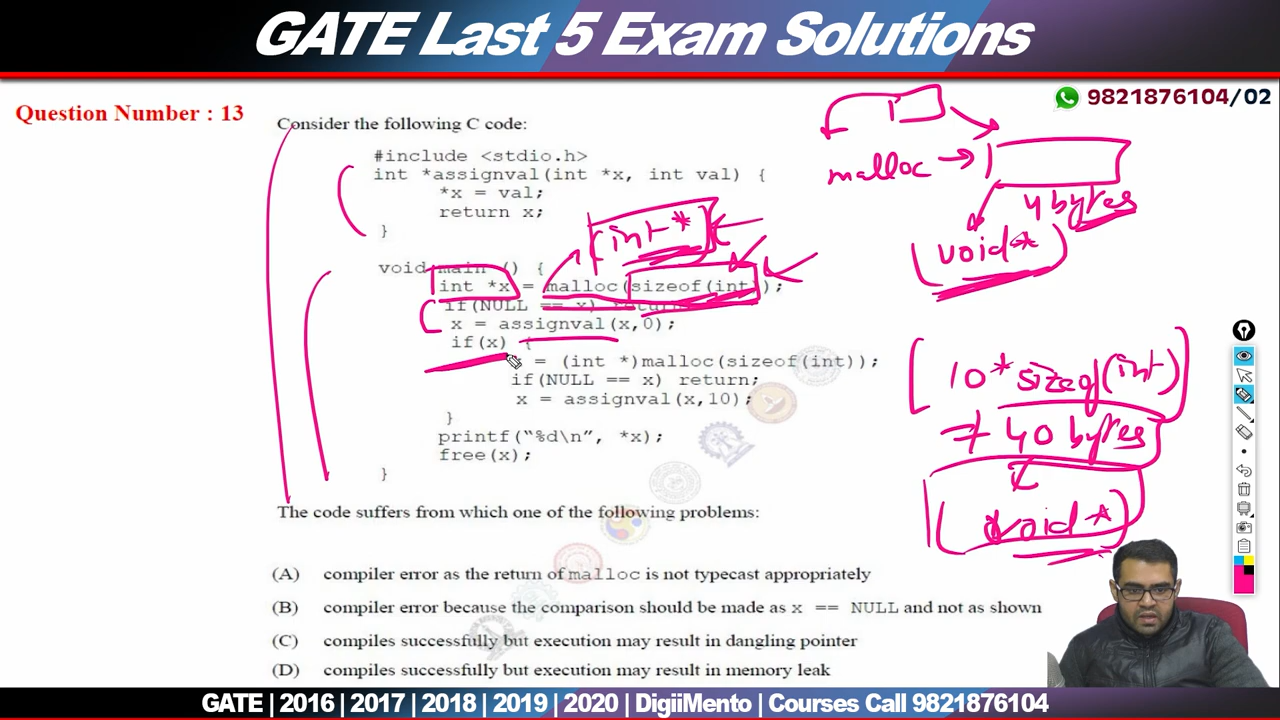 GATE Last 5 Exam Solutions
Question Number : 13
9821876104/02
Consider the following C code:
#include <stdio.h>
int *assignval(int *x, int val) {
*x = val;
return x;
}
void main () {
int *x = malloc(sizeof(int));
if(NULL == x) return
x = assignval(x,0);
if(x) {
= (int *)malloc(sizeof(int));
if(NULL == x) return;
x = assignval(x,10);
}
printf("%d\n", *x);
free(x);
}
The code suffers from which one of the following problems:
(A) compiler error as the return of malloc is not typecast appropriately
(B) compiler error because the comparison should be made as x == NULL and not as shown
(C) compiles successfully but execution may result in dangling pointer
(D) compiles successfully but execution may result in memory leak
(int *)
malloc →
4 bytes
void*
10* sizeof(int)
40 bytes
void *
GATE | 2016 | 2017 | 2018 | 2019 | 2020 | DigiiMento | Courses Call 9821876104